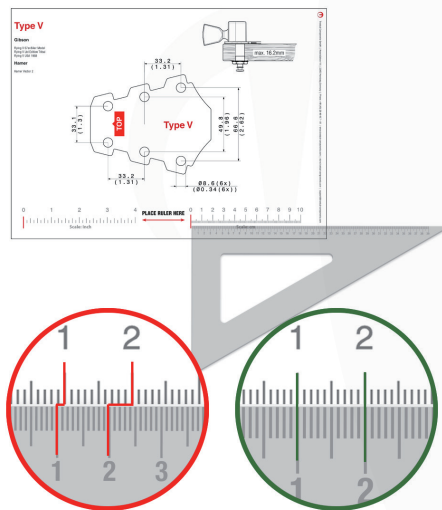 Type V
Gibson
Hamer
33.2
(1.31)
max. 16.2mm
33.1
(1.3)
TOP
Type V
49.8
(1.96)
66.6
(2.62)
33.2
(1.31)
Ø8.6(6x)
(Ø0.34(6x))
0 1 2 3 4
Scale: inch
PLACE RULER HERE
0 1 2 3 4 5 6 7 8 9 10
Scale: cm
1 2
1 2 3
1 2
1 2